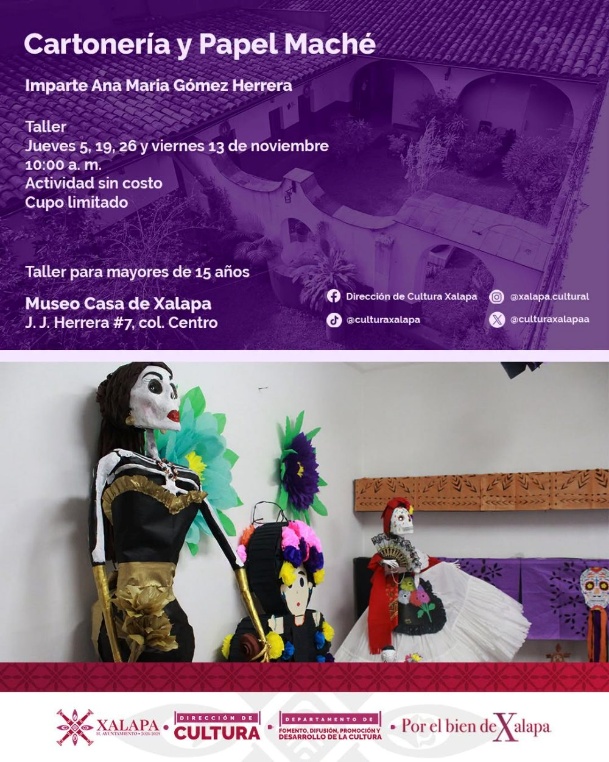 Cartonería y Papel Maché
Imparte Ana Maria Gómez Herrera
Taller
Jueves 5, 19, 26 y viernes 13 de noviembre
10:00 a. m.
Actividad sin costo
Cupo limitado
Taller para mayores de 15 años
Museo Casa de Xalapa
J. J. Herrera #7, col. Centro
Dirección de Cultura Xalapa
@xalapa.cultural
@culturaxalapa
@culturaxalapaa
XALAPA
H. AYUNTAMIENTO
DIRECCIÓN DE
CULTURA
DEPARTAMENTO DE
FOMENTO, DIFUSIÓN, PROMOCIÓN Y
DESARROLLO DE LA CULTURA
Por el bien de Xalapa